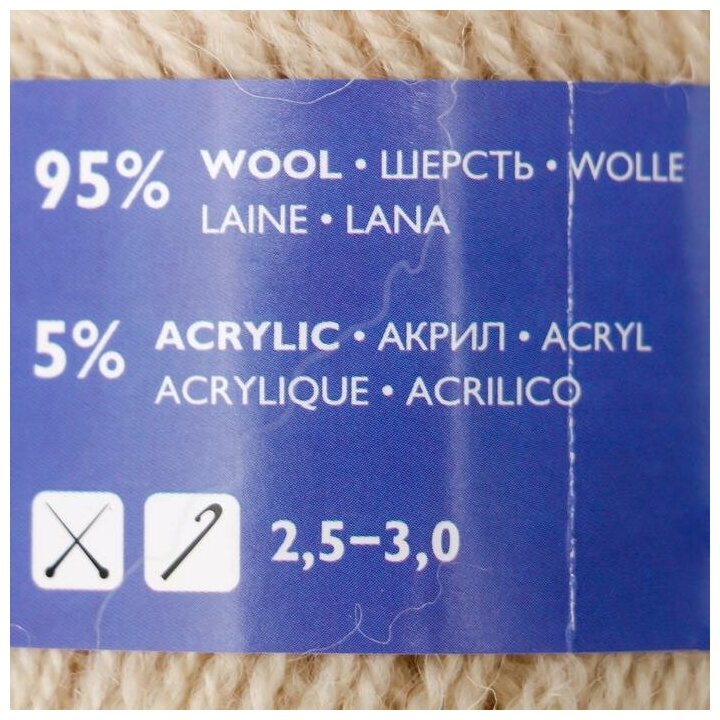 95% WOOL • ШЕРСТЬ • WOLLE
LAINE • LANA
5% ACRYLIC • АКРИЛ • ACRYL
ACRYLIQUE • ACRILICO
2,5–3,0